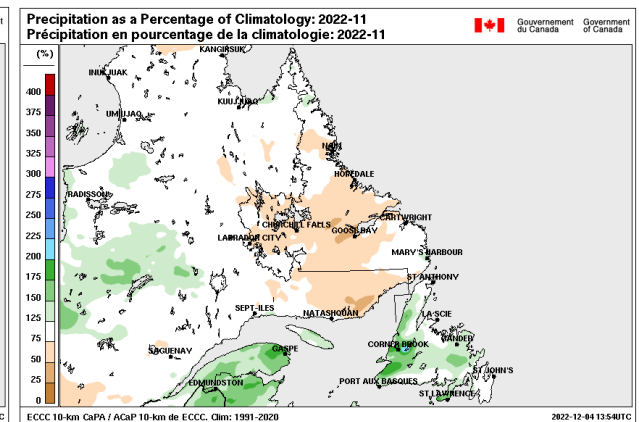 Precipitation as a Percentage of Climatology: 2022-11
Précipitation en pourcentage de la climatologie: 2022-11
Gouvernement du Canada
Government of Canada
(%)
400
375
350
325
300
275
250
225
200
175
150
125
75
50
25
0
KANGIRSUK
INUKJUAK
KUUJJUAQ
UMIUJAQ
NAIN
HOPEDALE
RADISSON
CARTWRIGHT
CHURCHILL FALLS
GOOSE BAY
LABRADOR CITY
MARY'S HARBOUR
ST ANTHONY
SEPT-ILES
NATASHQUAN
LA SCIE
CORNER BROOK
GANDER
SAGUENAY
GASPE
ST JOHN'S
EDMUNDSTON
PORT AUX BASQUES
ST LAWRENCE
ECCC 10-km CaPA / ACaP 10-km de ECCC. Clim: 1991-2020
2022-12-04 13:54UTC